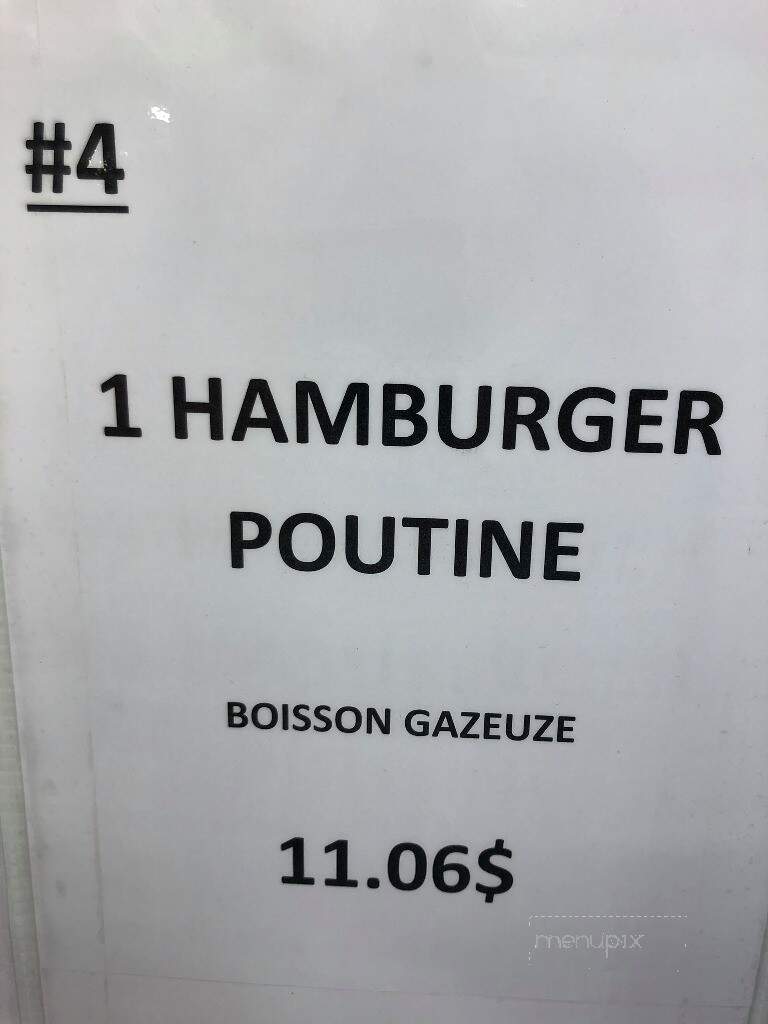 #4
1 HAMBURGER
POUTINE
BOISSON GAZEUZE
11.06$
menupix